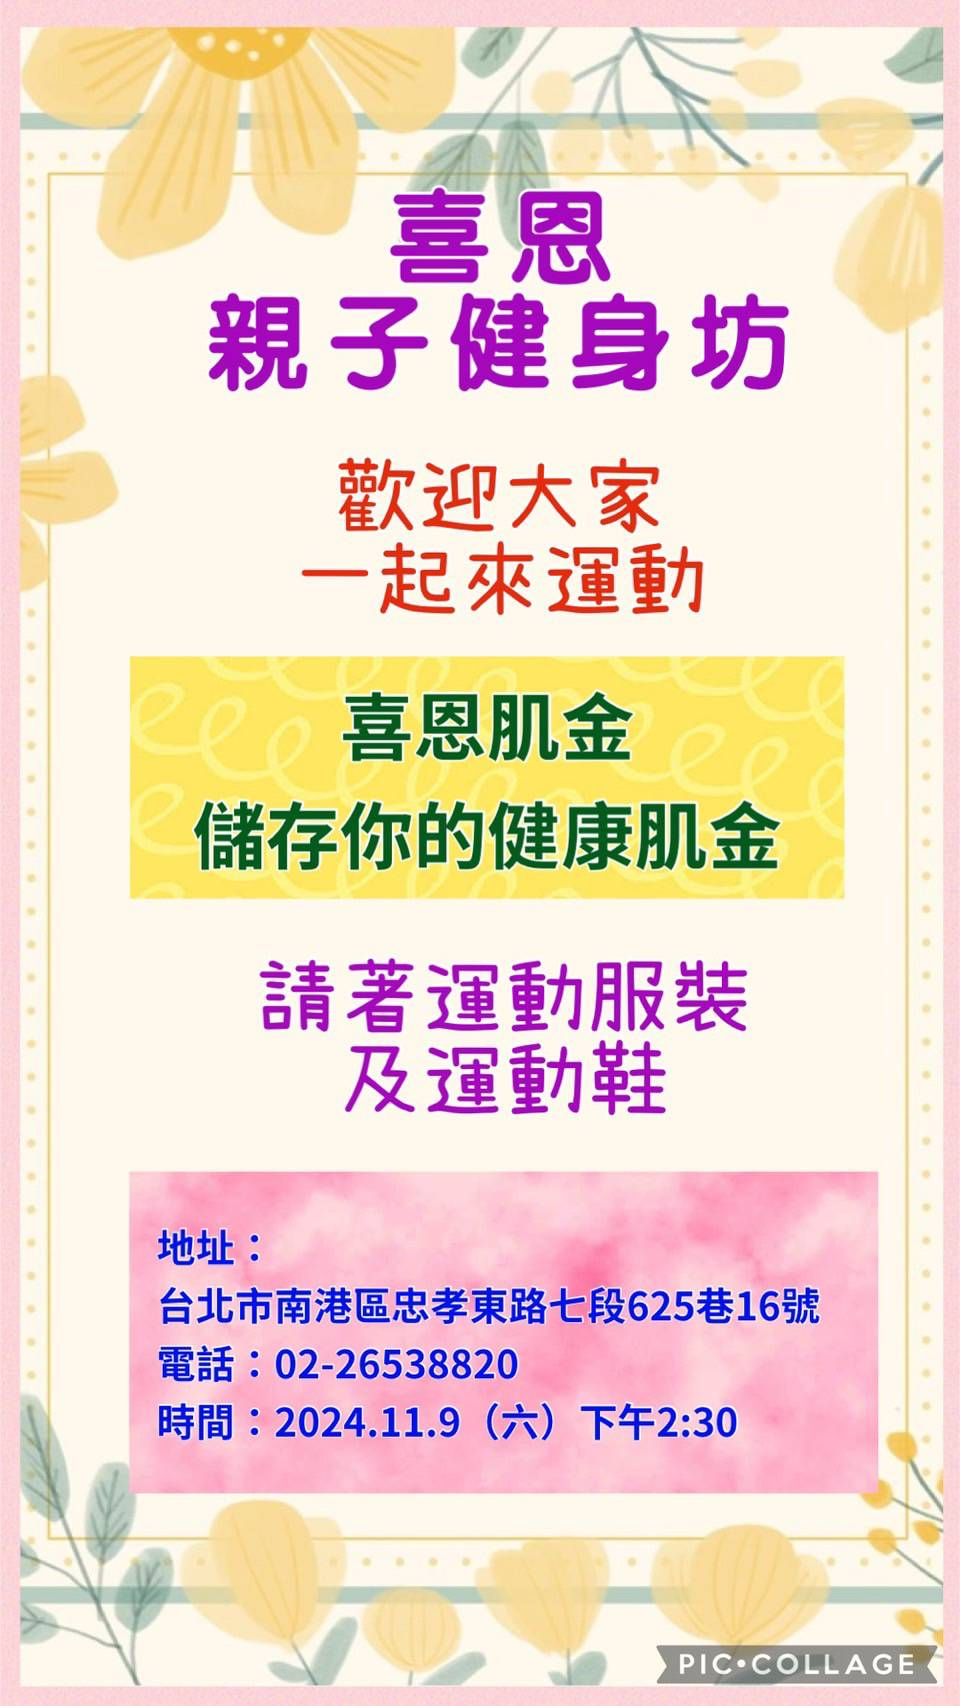 喜恩
親子健身坊
歡迎大家
一起來運動
喜恩肌金
儲存你的健康肌金
請著運動服裝
及運動鞋
地址：
台北市南港區忠孝東路七段625巷16號
電話：02-26538820
時間：2024.11.9（六）下午2:30
PIC•COLLAGE